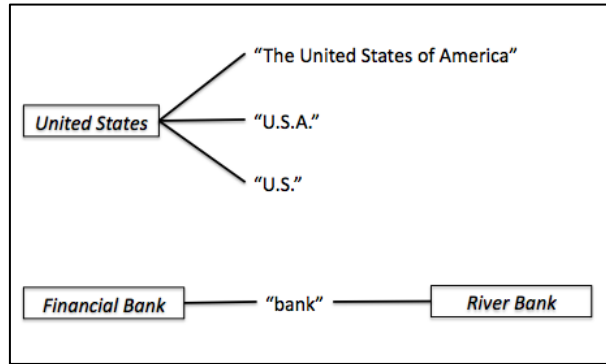 “The United States of America”
United States
“U.S.A.”
“U.S.”
Financial Bank “bank” River Bank